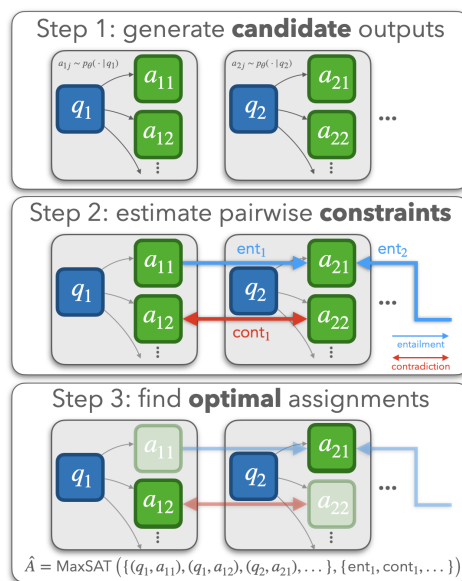 Step 1: generate candidate outputs
a₁ⱼ ~ pθ(· | q₁)
q₁
a₁₁
a₁₂
⋮
a₂ⱼ ~ pθ(· | q₂)
q₂
a₂₁
a₂₂
⋮
...
Step 2: estimate pairwise constraints
q₁
a₁₁
a₁₂
⋮
ent₁
cont₁
q₂
a₂₁
a₂₂
⋮
ent₂
...
entailment
contradiction
Step 3: find optimal assignments
q₁
a₁₁
a₁₂
⋮
q₂
a₂₁
a₂₂
⋮
...
Â = MaxSAT ({(q₁, a₁₁), (q₁, a₁₂), (q₂, a₂₁), … }, {ent₁, cont₁, … })